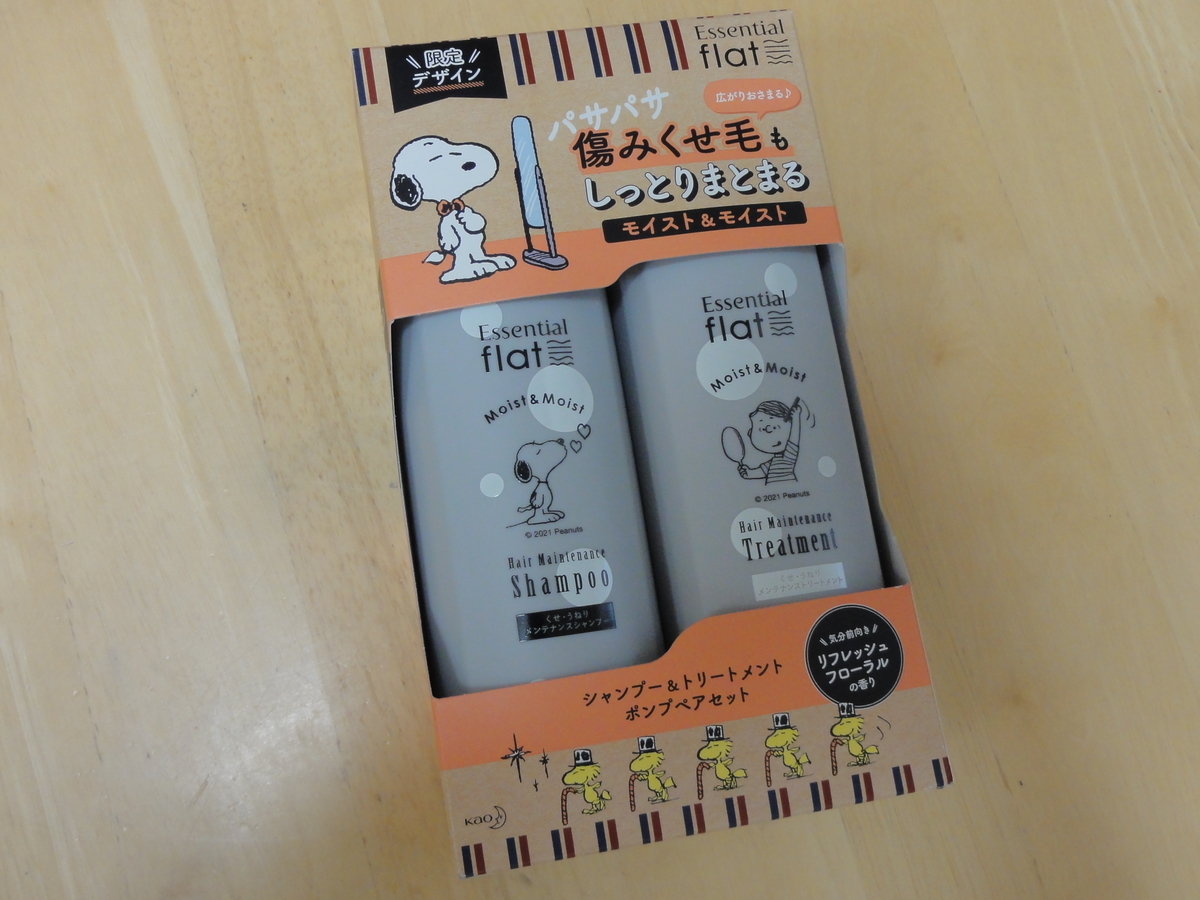 限定
デザイン
Essential
flat
広がりおさまる♪
パサパサ
傷みくせ毛も
しっとりまとまる
モイスト&モイスト
Essential
flat
Moist&Moist
© 2021 Peanuts
Hair Maintenance
Shampoo
くせ・うねり
メンテナンスシャンプー
Essential
flat
Moist&Moist
© 2021 Peanuts
Hair Maintenance
Treatment
くせ・うねり
メンテナンストリートメント
気分前向き
リフレッシュ
フローラル
の香り
シャンプー&トリートメント
ポンプペアセット
Kao